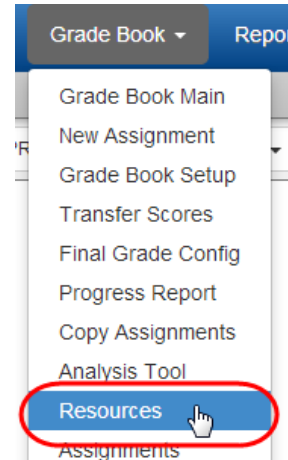 Grade Book Repo
Grade Book Main
New Assignment
Grade Book Setup
Transfer Scores
Final Grade Config
Progress Report
Copy Assignments
Analysis Tool
Resources
Assignments